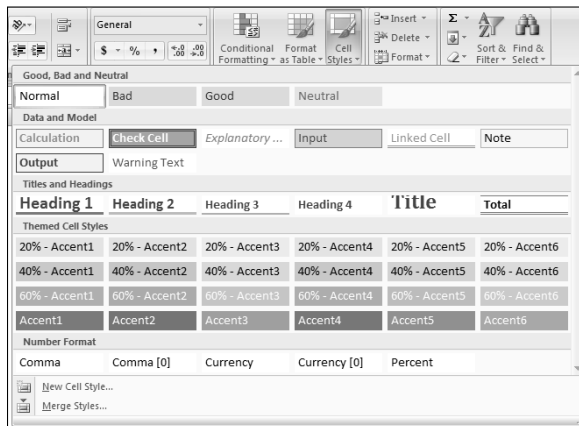 General
Insert
Σ
$ % , .0 .00 .00 .0
Conditional Formatting Format as Table Cell Styles
Delete
Format
Sort & Filter Find & Select
Good, Bad and Neutral
Normal Bad Good Neutral
Data and Model
Calculation Check Cell Explanatory ... Input Linked Cell Note
Output Warning Text
Titles and Headings
Heading 1 Heading 2 Heading 3 Heading 4 Title Total
Themed Cell Styles
20% - Accent1 20% - Accent2 20% - Accent3 20% - Accent4 20% - Accent5 20% - Accent6
40% - Accent1 40% - Accent2 40% - Accent3 40% - Accent4 40% - Accent5 40% - Accent6
60% - Accent1 60% - Accent2 60% - Accent3 60% - Accent4 60% - Accent5 60% - Accent6
Accent1 Accent2 Accent3 Accent4 Accent5 Accent6
Number Format
Comma Comma [0] Currency Currency [0] Percent
New Cell Style...
Merge Styles...